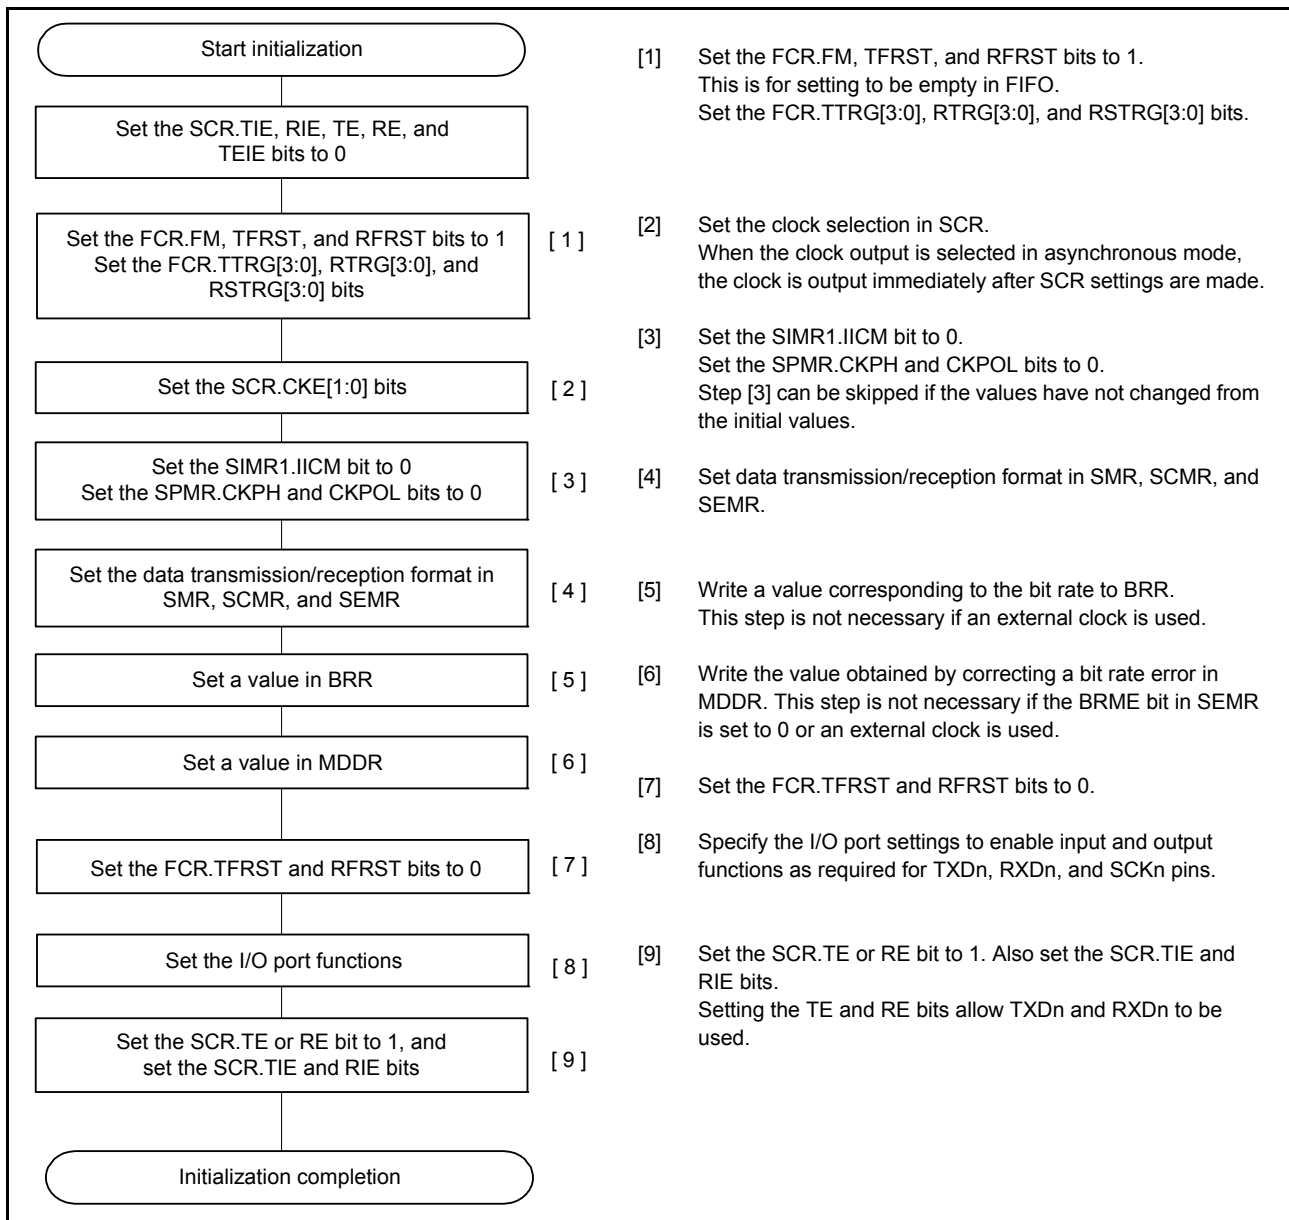 Start initialization
Set the SCR.TIE, RIE, TE, RE, and
TEIE bits to 0
Set the FCR.FM, TFRST, and RFRST bits to 1
Set the FCR.TTRG[3:0], RTRG[3:0], and
RSTRG[3:0] bits
[ 1 ]
Set the SCR.CKE[1:0] bits
[ 2 ]
Set the SIMR1.IICM bit to 0
Set the SPMR.CKPH and CKPOL bits to 0
[ 3 ]
Set the data transmission/reception format in
SMR, SCMR, and SEMR
[ 4 ]
Set a value in BRR
[ 5 ]
Set a value in MDDR
[ 6 ]
Set the FCR.TFRST and RFRST bits to 0
[ 7 ]
Set the I/O port functions
[ 8 ]
Set the SCR.TE or RE bit to 1, and
set the SCR.TIE and RIE bits
[ 9 ]
Initialization completion
[1] Set the FCR.FM, TFRST, and RFRST bits to 1.
This is for setting to be empty in FIFO.
Set the FCR.TTRG[3:0], RTRG[3:0], and RSTRG[3:0] bits.
[2] Set the clock selection in SCR.
When the clock output is selected in asynchronous mode,
the clock is output immediately after SCR settings are made.
[3] Set the SIMR1.IICM bit to 0.
Set the SPMR.CKPH and CKPOL bits to 0.
Step [3] can be skipped if the values have not changed from
the initial values.
[4] Set data transmission/reception format in SMR, SCMR, and
SEMR.
[5] Write a value corresponding to the bit rate to BRR.
This step is not necessary if an external clock is used.
[6] Write the value obtained by correcting a bit rate error in
MDDR. This step is not necessary if the BRME bit in SEMR
is set to 0 or an external clock is used.
[7] Set the FCR.TFRST and RFRST bits to 0.
[8] Specify the I/O port settings to enable input and output
functions as required for TXDn, RXDn, and SCKn pins.
[9] Set the SCR.TE or RE bit to 1. Also set the SCR.TIE and
RIE bits.
Setting the TE and RE bits allow TXDn and RXDn to be
used.